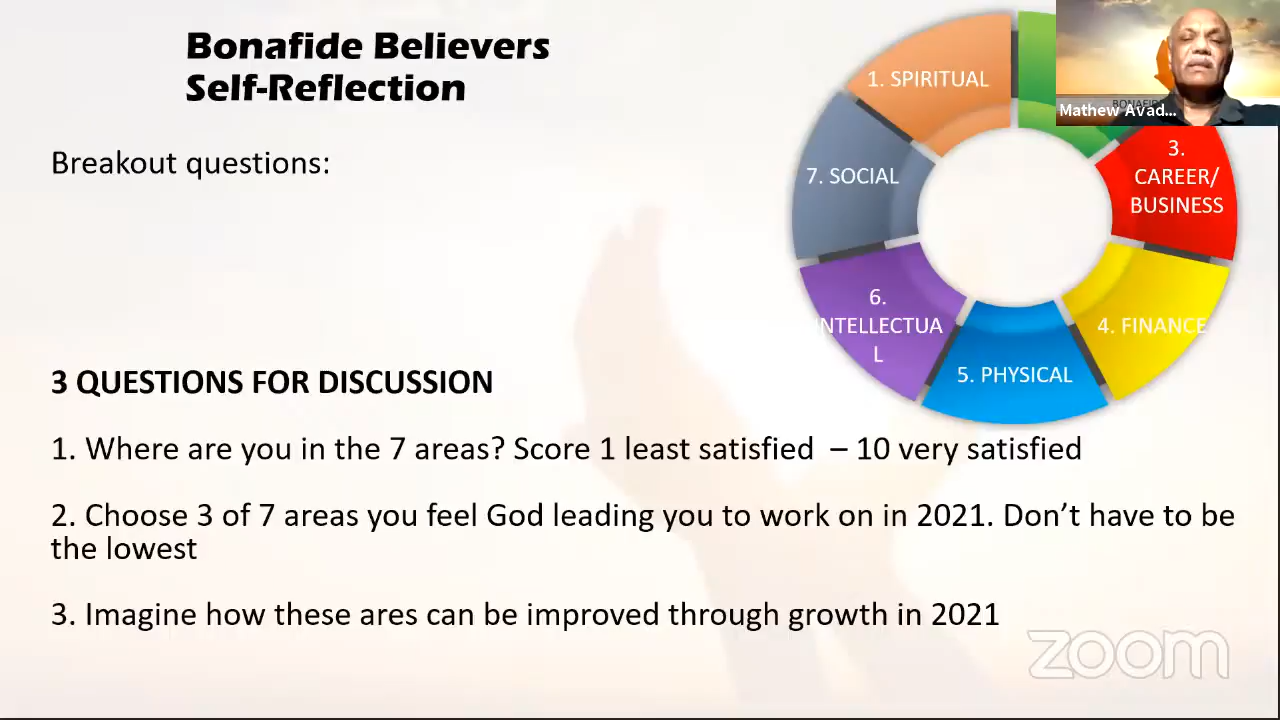 Bonafide Believers
Self-Reflection
Breakout questions:
1. SPIRITUAL
Mathew Avad...
3.
CAREER/
BUSINESS
7. SOCIAL
6.
NTELLECTUA
L
4. FINANCE
5. PHYSICAL
3 QUESTIONS FOR DISCUSSION
1. Where are you in the 7 areas? Score 1 least satisfied – 10 very satisfied
2. Choose 3 of 7 areas you feel God leading you to work on in 2021. Don’t have to be
the lowest
3. Imagine how these ares can be improved through growth in 2021
zoom